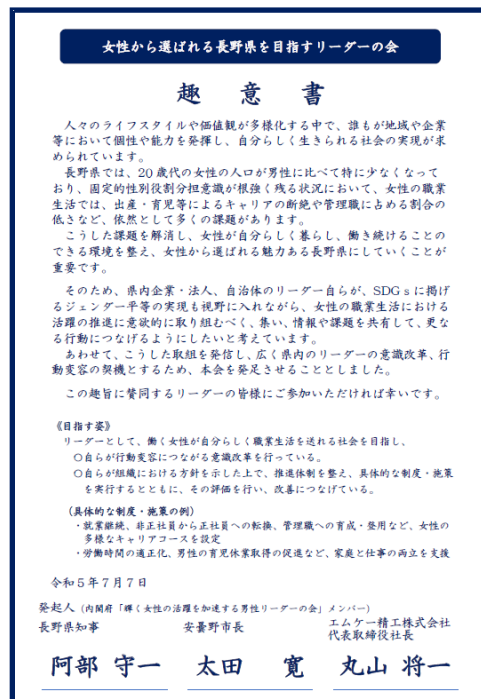 女性から選ばれる長野県を目指すリーダーの会
趣 意 書
人々のライフスタイルや価値観が多様化する中で、誰もが地域や企業
等において個性や能力を発揮し、自分らしく生きられる社会の実現が求
められています。
長野県では、20歳代の女性の人口が男性に比べて特に少なくなって
おり、固定的性別役割分担意識が根強く残る状況において、女性の職業
生活では、出産・育児等によるキャリアの断絶や管理職に占める割合の
低さなど、依然として多くの課題があります。
こうした課題を解消し、女性が自分らしく暮らし、働き続けることの
できる環境を整え、女性から選ばれる魅力ある長野県にしていくことが
重要です。
そのため、県内企業・法人、自治体のリーダー自らが、SDGsに掲げ
るジェンダー平等の実現も視野に入れながら、女性の職業生活における
活躍の推進に意欲的に取り組むべく、集い、情報や課題を共有して、更な
る行動につなげるようにしたいと考えています。
あわせて、こうした取組を発信し、広く県内のリーダーの意識改革、行
動変容の契機とするため、本会を発足させることとしました。
この趣旨に賛同するリーダーの皆様にご参加いただければ幸いです。
《目指す姿》
リーダーとして、働く女性が自分らしく職業生活を送れる社会を目指し、
○自らが行動変容につながる意識改革を行っている。
○自らが組織における方針を示した上で、推進体制を整え、具体的な制度・施策
を実行するとともに、その評価を行い、改善につなげている。
(具体的な制度・施策の例)
・就業継続、非正社員から正社員への転換、管理職への育成・登用など、女性の
多様なキャリアコースを設定
・労働時間の適正化、男性の育児休業取得の促進など、家庭と仕事の両立を支援
令和5年7月7日
発起人(内閣府「輝く女性の活躍を加速する男性リーダーの会」メンバー)
長野県知事 安曇野市長 エムケー精工株式会社
代表取締役社長
阿部 守一 太田 寛 丸山 将一